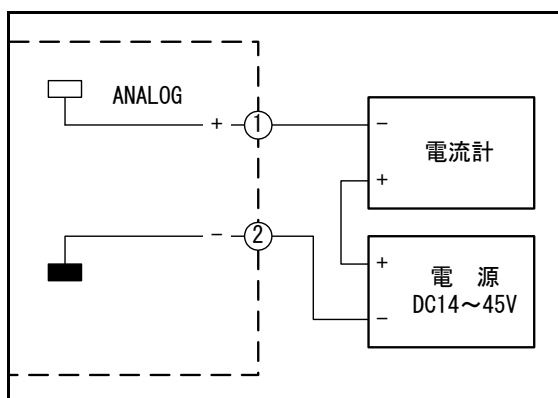 ANALOG
+ 1
- 2
-
電流計
+
+
電 源
DC14～45V
-